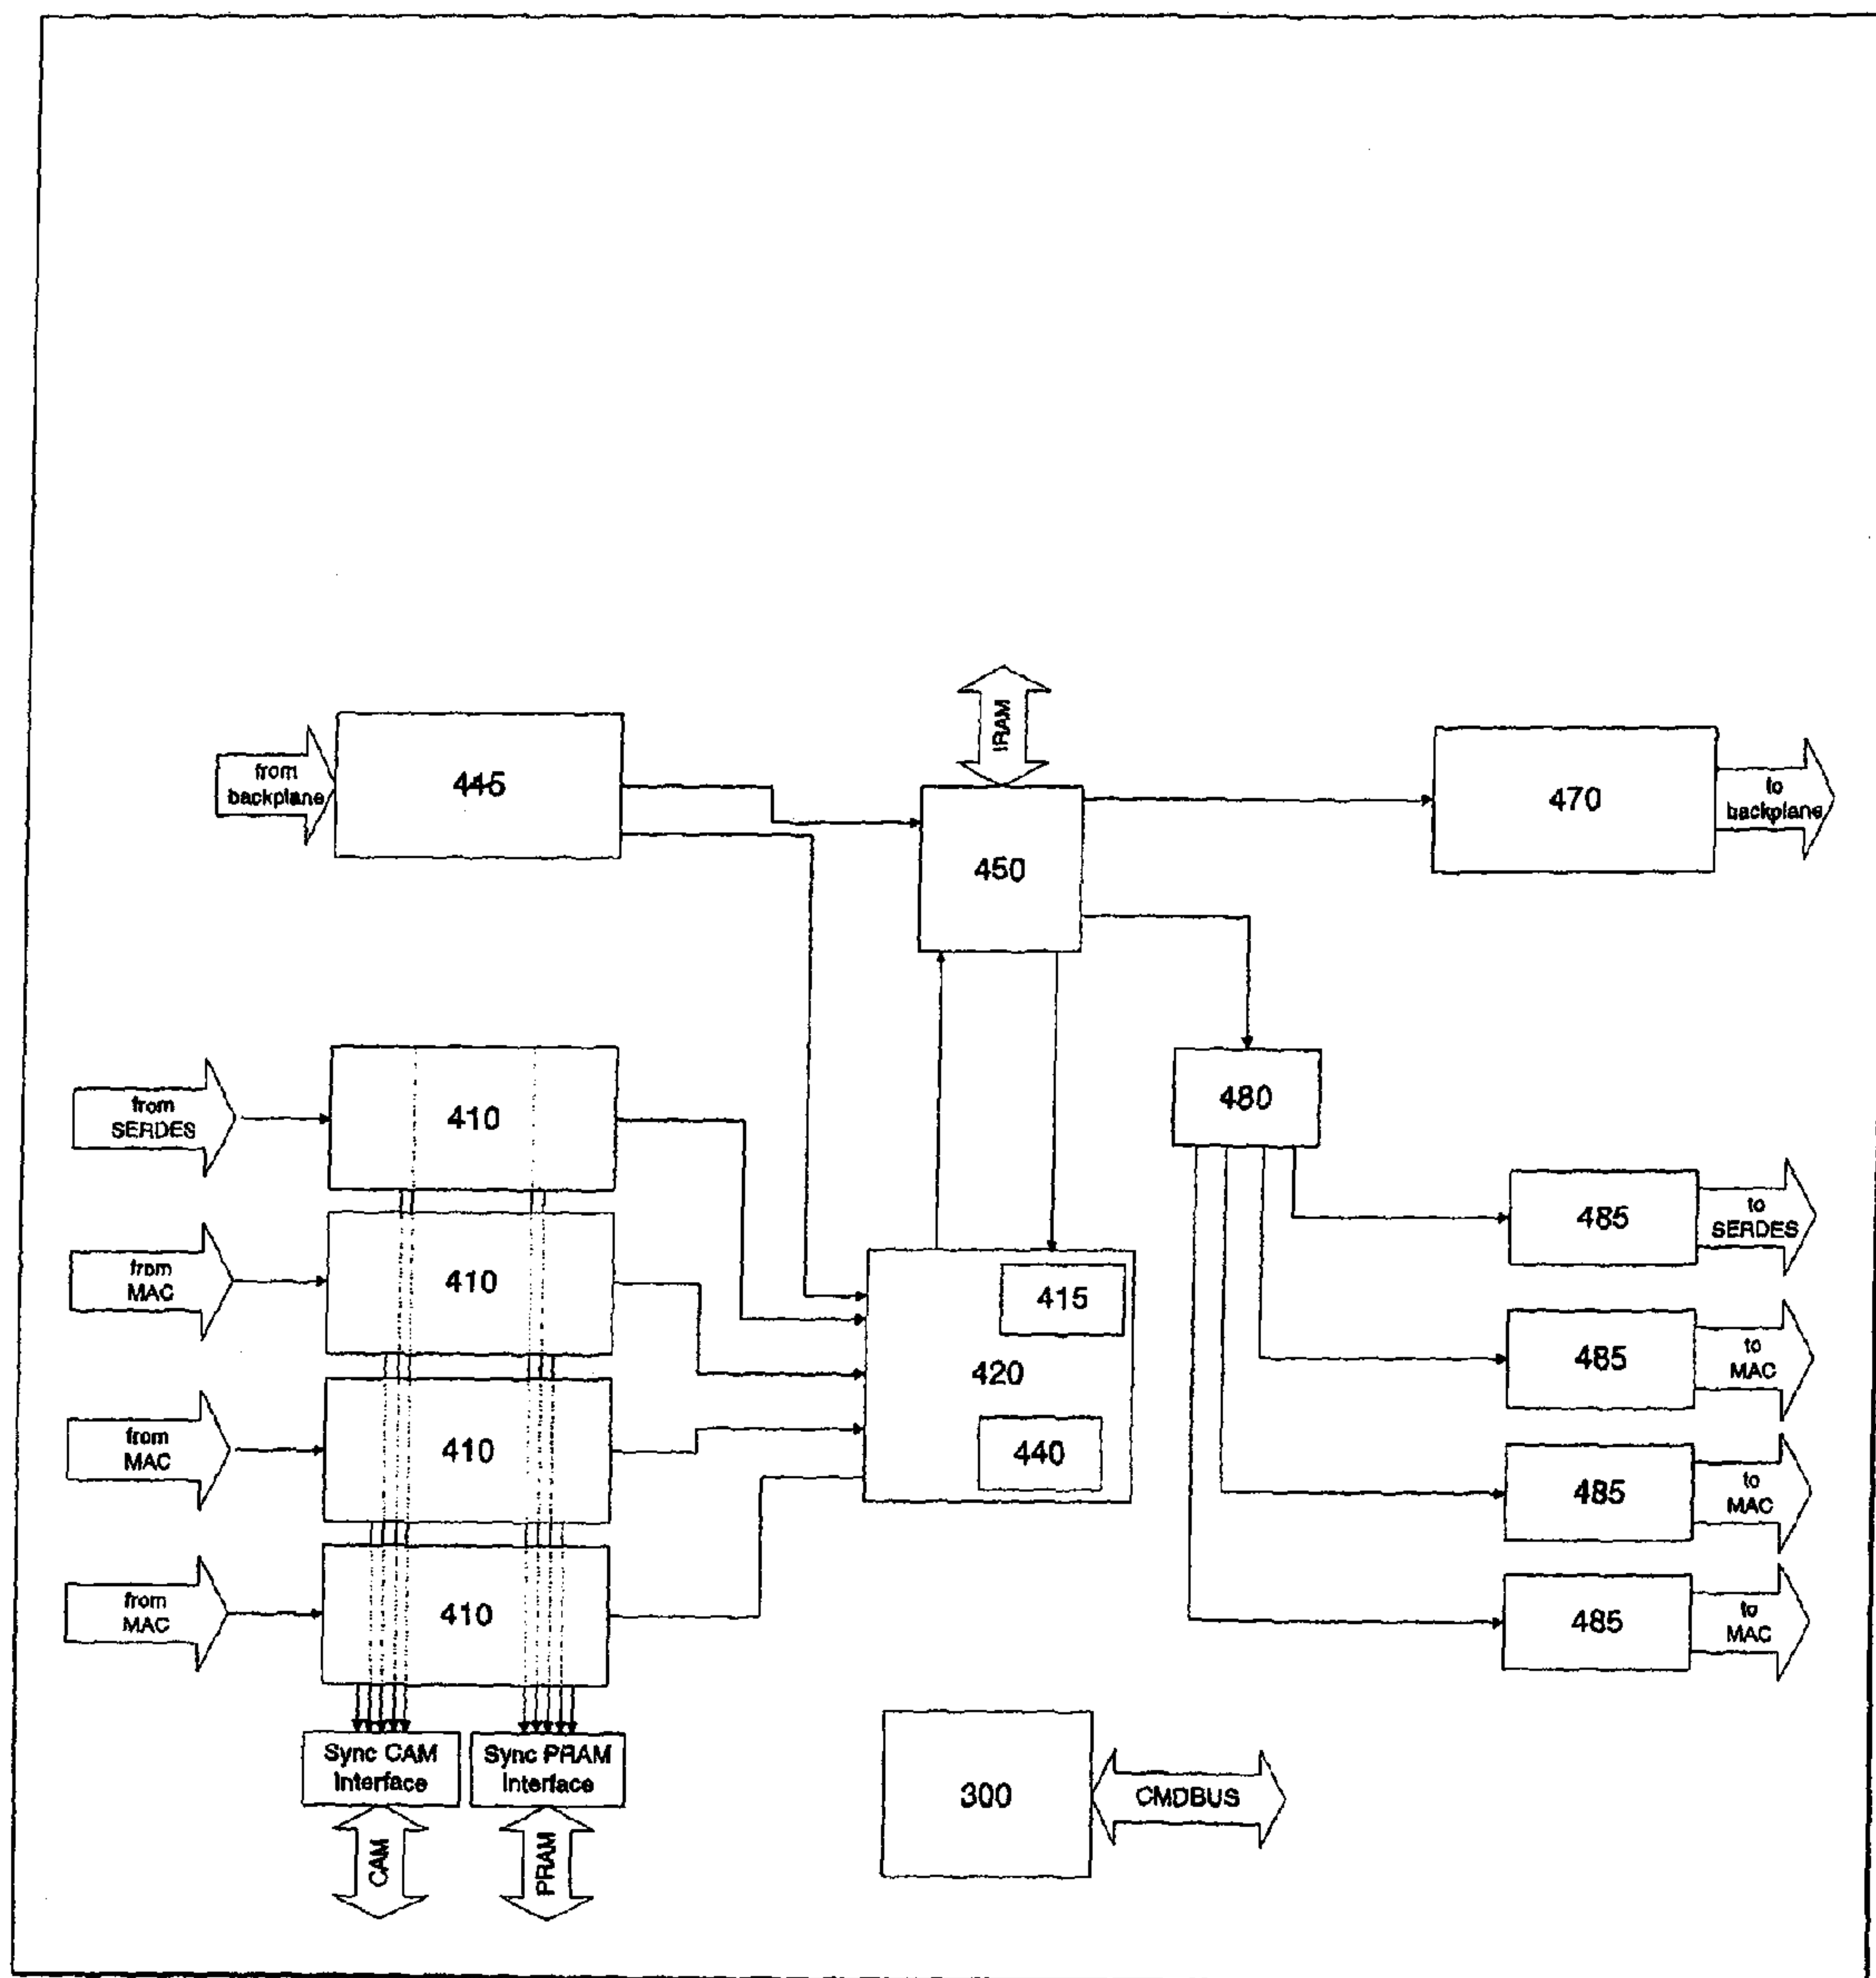 IRAM
from
backplane
445
450
470
to
backplane
from
SERDES
410
480
from
MAC
410
415
420
440
485
to
SERDES
from
MAC
410
485
to
MAC
from
MAC
410
485
to
MAC
485
to
MAC
Sync CAM
Interface
Sync PRAM
Interface
CAM
PRAM
300
CMDBUS